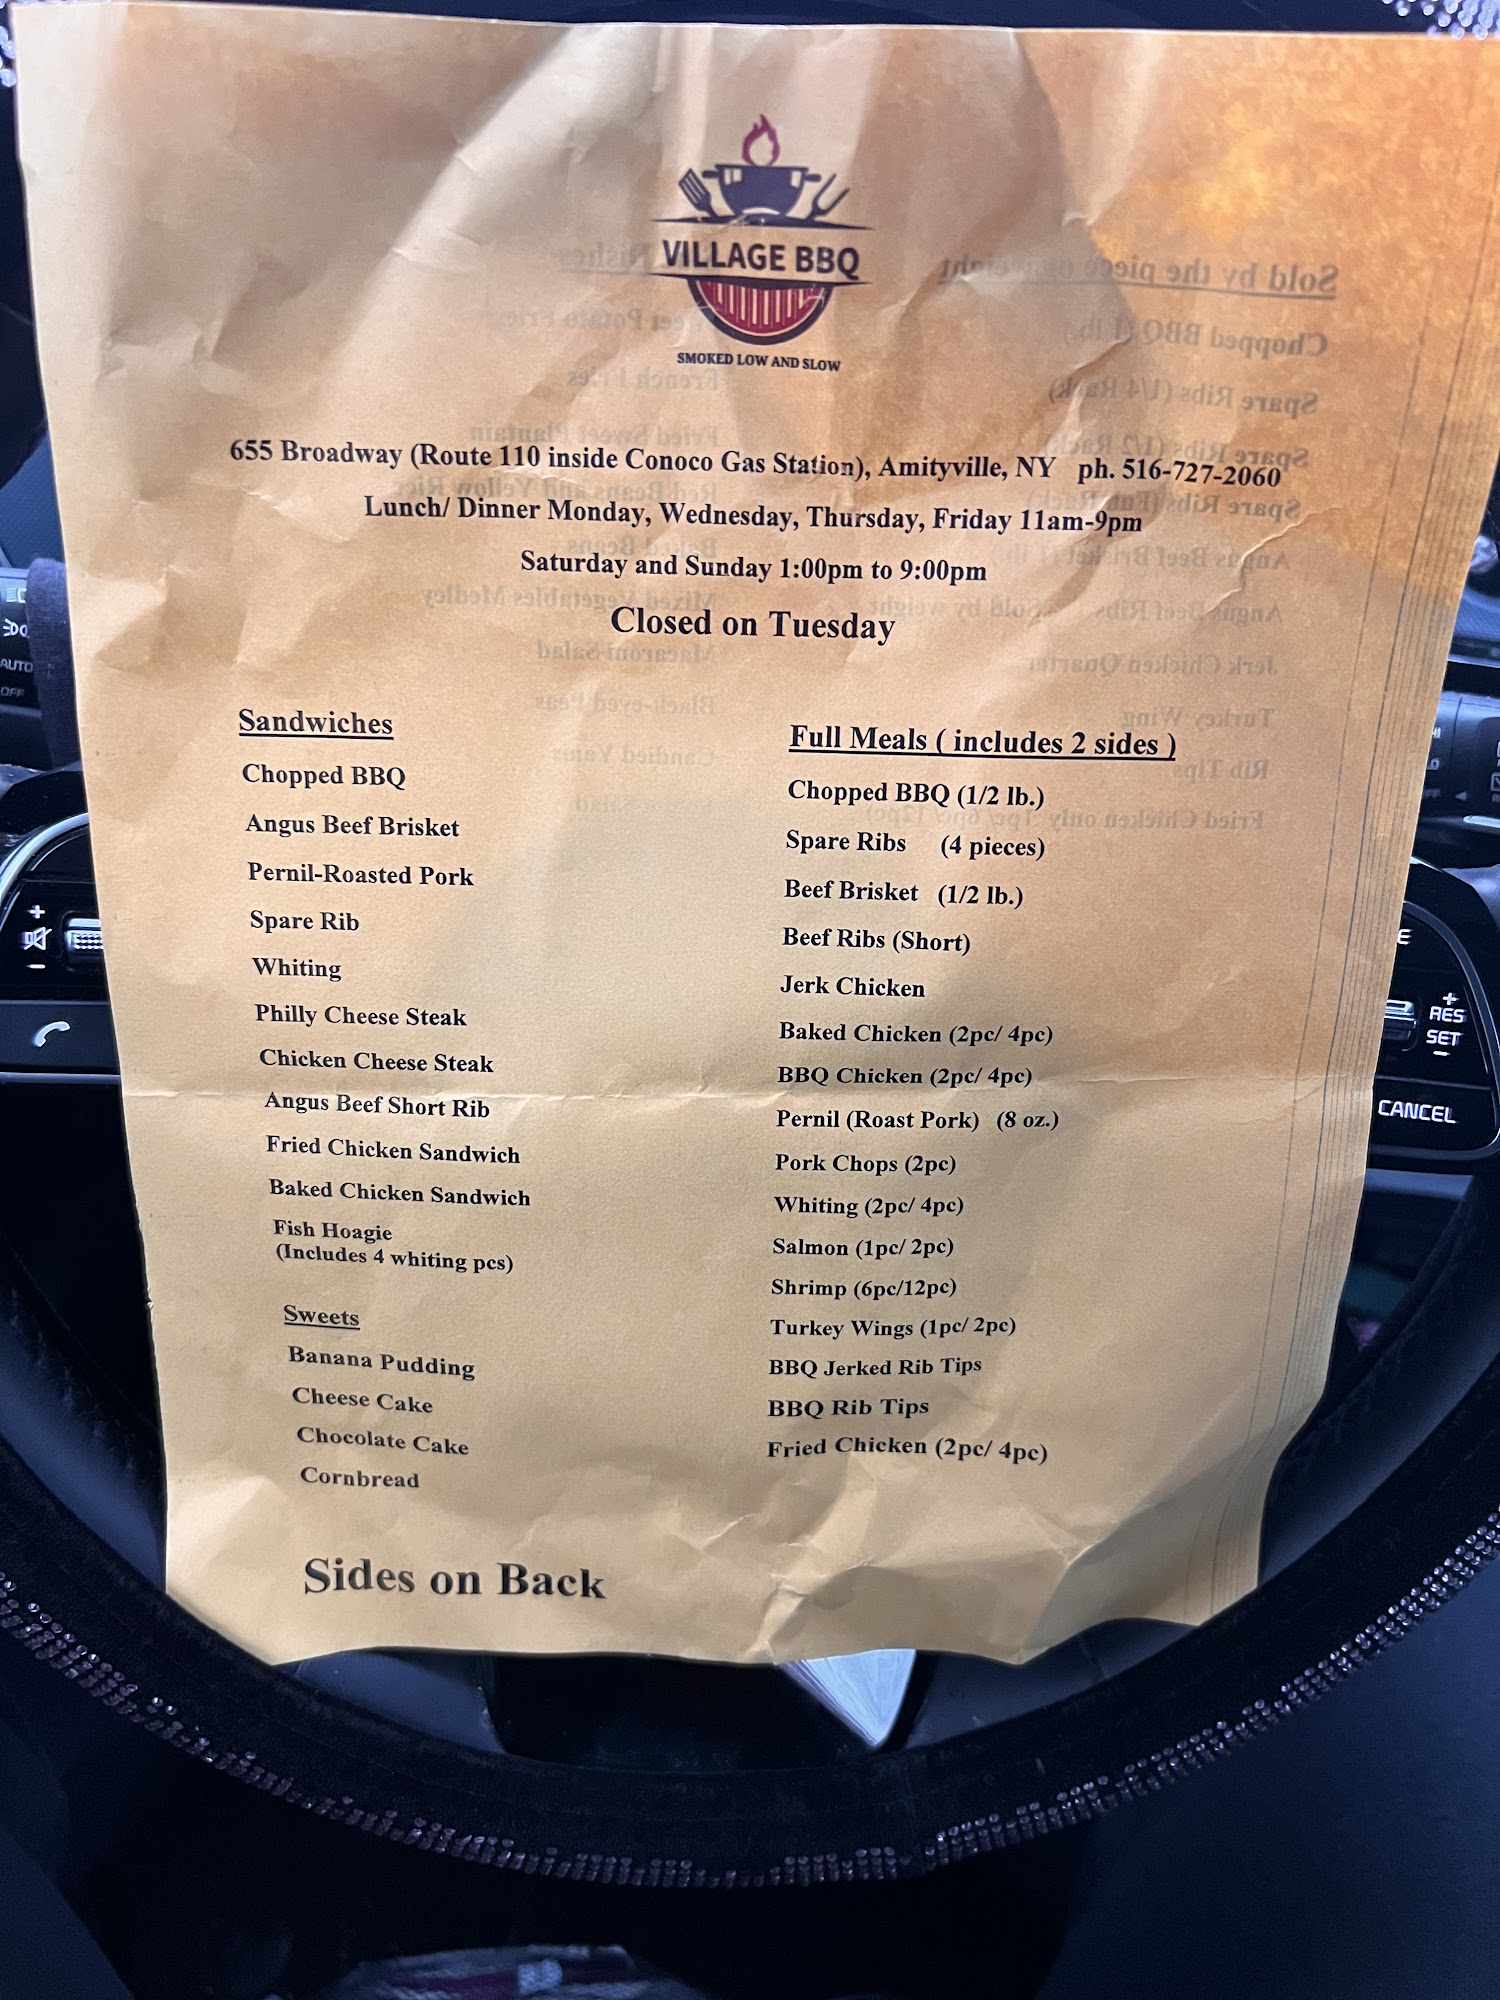 VILLAGE BBQ
SMOKED LOW AND SLOW
655 Broadway (Route 110 inside Conoco Gas Station), Amityville, NY ph. 516-727-2060
Lunch/ Dinner Monday, Wednesday, Thursday, Friday 11am-9pm
Saturday and Sunday 1:00pm to 9:00pm
Closed on Tuesday
Sandwiches
Chopped BBQ
Angus Beef Brisket
Pernil-Roasted Pork
Spare Rib
Whiting
Philly Cheese Steak
Chicken Cheese Steak
Angus Beef Short Rib
Fried Chicken Sandwich
Baked Chicken Sandwich
Fish Hoagie
(Includes 4 whiting pcs)
Sweets
Banana Pudding
Cheese Cake
Chocolate Cake
Cornbread
Sides on Back
Full Meals ( includes 2 sides )
Chopped BBQ (1/2 lb.)
Spare Ribs (4 pieces)
Beef Brisket (1/2 lb.)
Beef Ribs (Short)
Jerk Chicken
Baked Chicken (2pc/ 4pc)
BBQ Chicken (2pc/ 4pc)
Pernil (Roast Pork) (8 oz.)
Pork Chops (2pc)
Whiting (2pc/ 4pc)
Salmon (1pc/ 2pc)
Shrimp (6pc/12pc)
Turkey Wings (1pc/ 2pc)
BBQ Jerked Rib Tips
BBQ Rib Tips
Fried Chicken (2pc/ 4pc)
AUTO
OFF
+
RES
SET
CANCEL